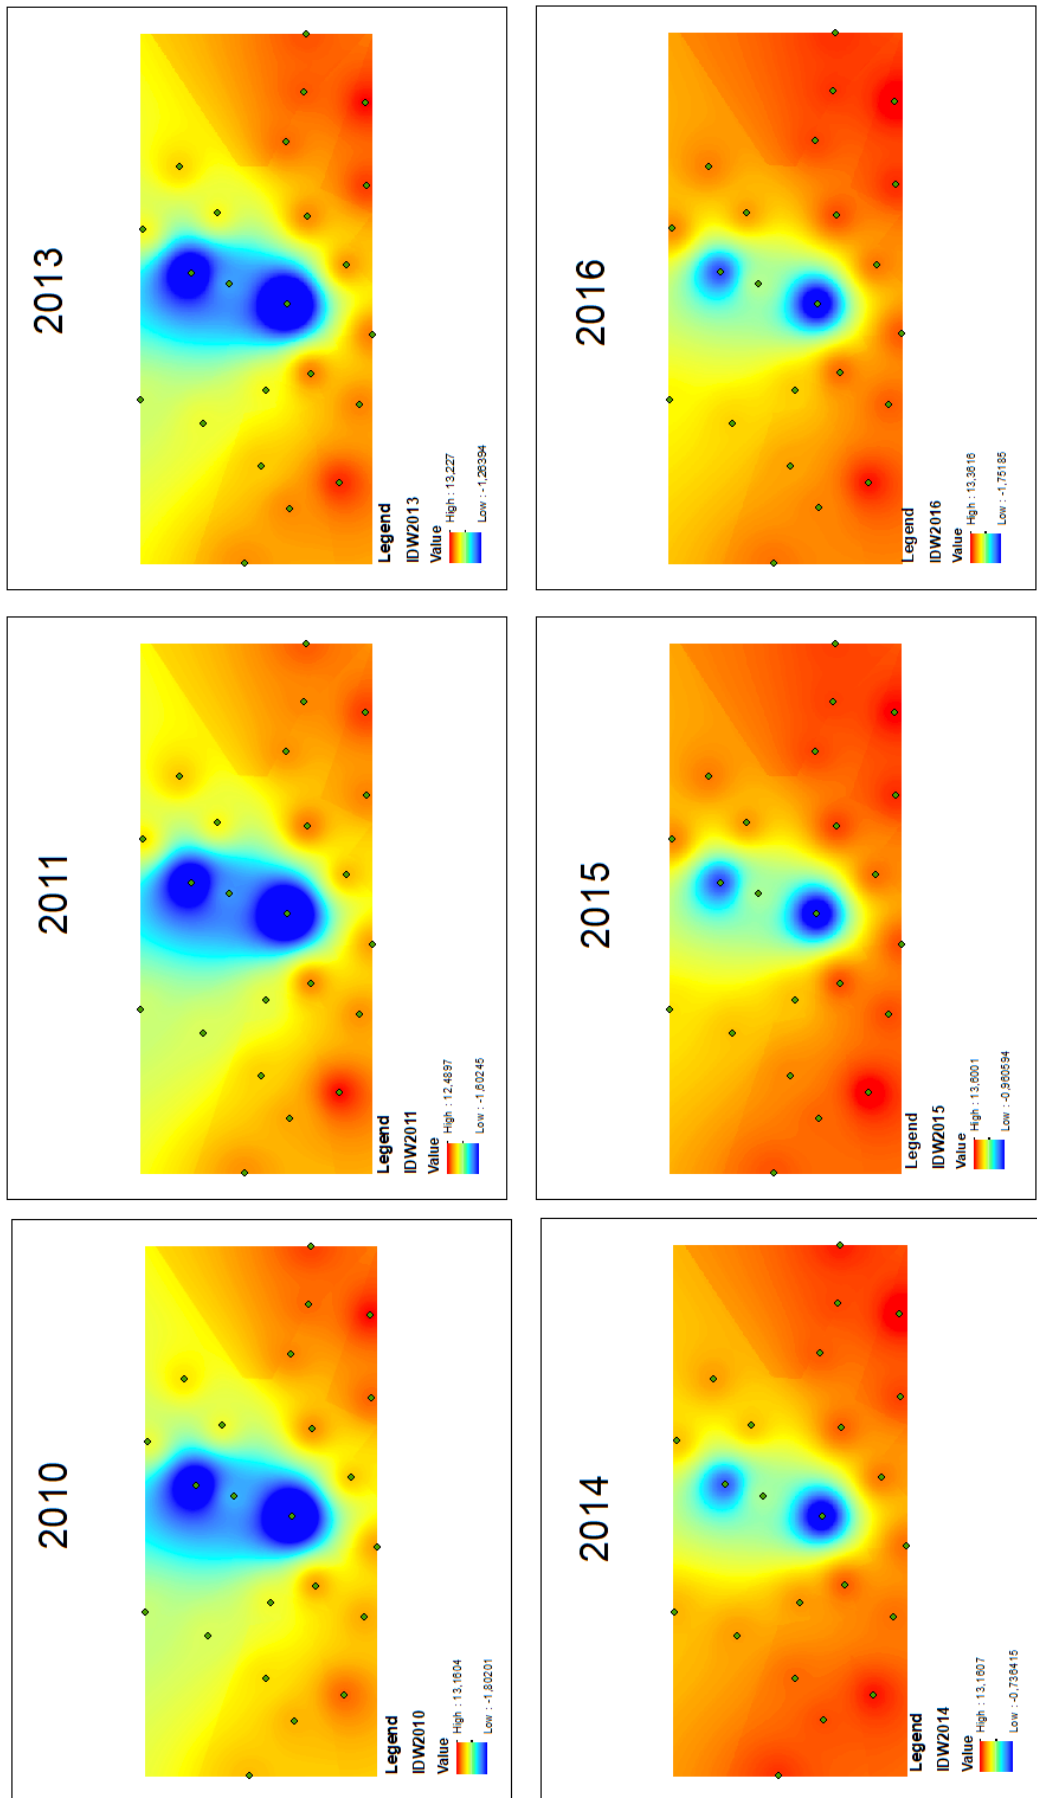 2010
Legend
IDW2010
Value
High : 13,1604
Low : -1,80201
2011
Legend
IDW2011
Value
High : 12,4897
Low : -1,60245
2013
Legend
IDW2013
Value
High : 13,227
Low : -1,26394
2014
Legend
IDW2014
Value
High : 13,1607
Low : -0,736415
2015
Legend
IDW2015
Value
High : 13,6001
Low : -0,960594
2016
Legend
IDW2016
Value
High : 13,3616
Low : -1,75185